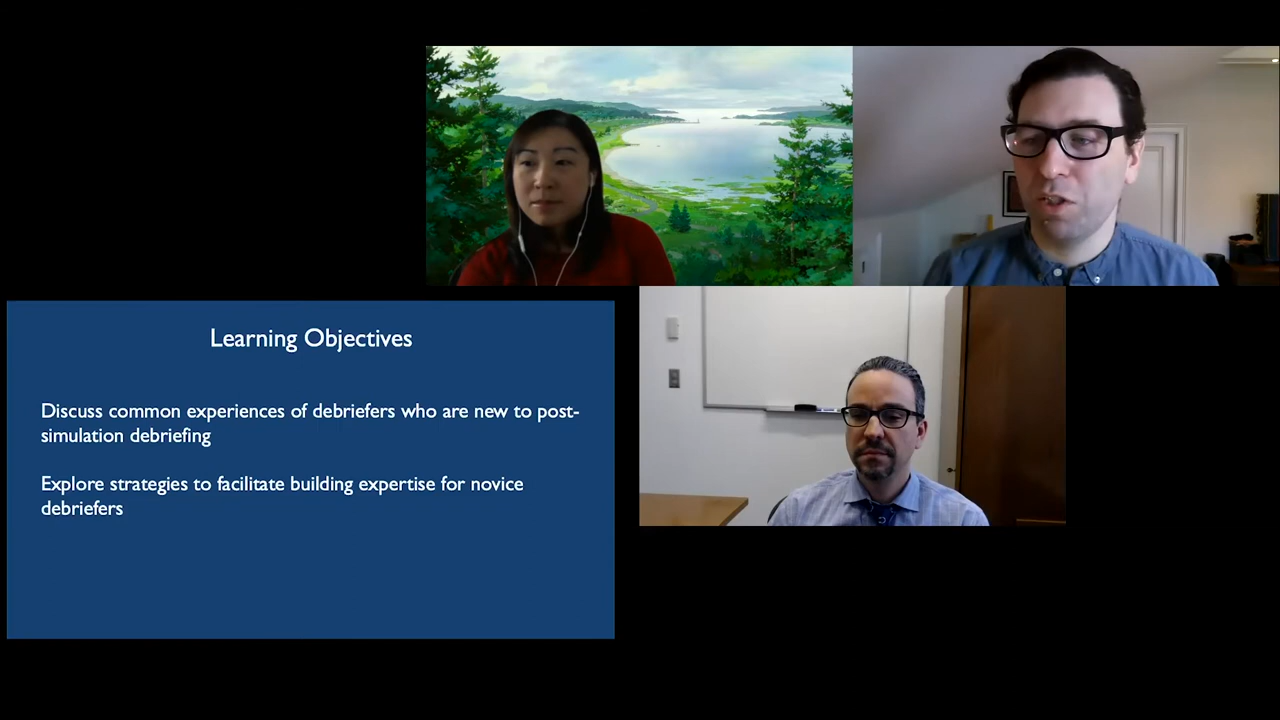 Learning Objectives
Discuss common experiences of debriefers who are new to post-
simulation debriefing
Explore strategies to facilitate building expertise for novice
debriefers